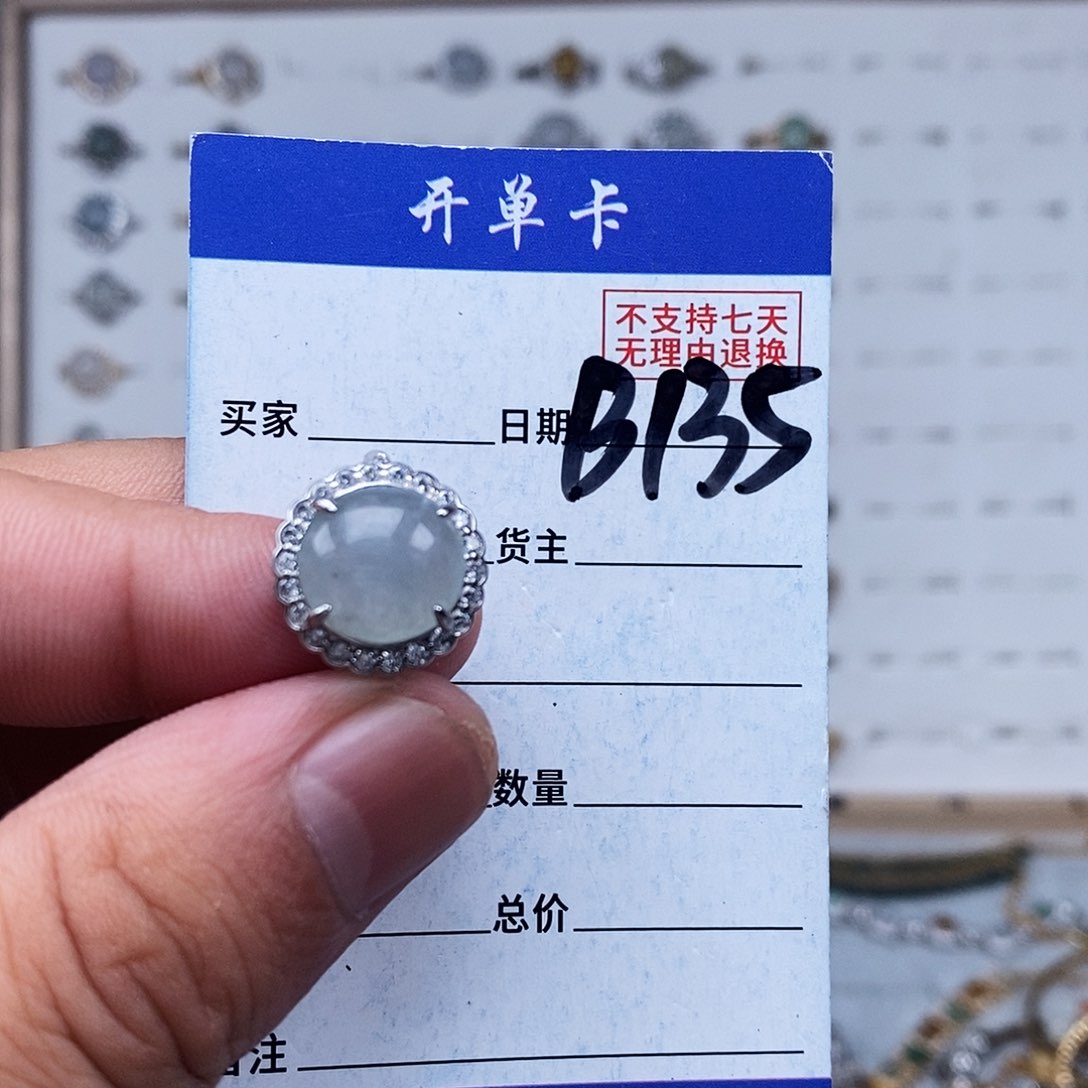 开单卡
不支持七天
无理由退换
买家 日期 B135
货主
数量
总价
备注